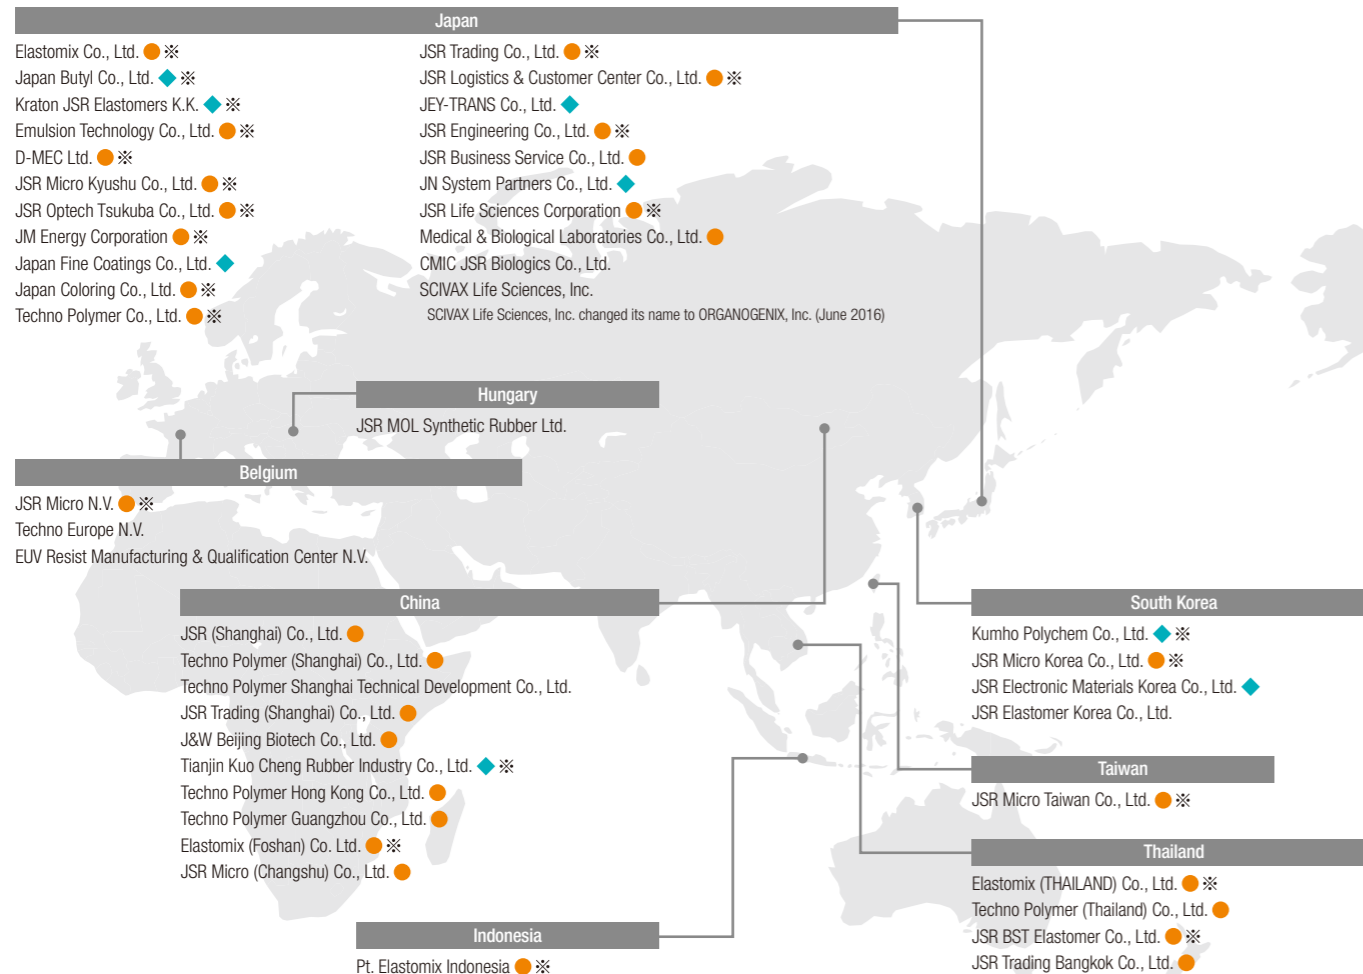 Japan
Elastomix Co., Ltd. ● ※
Japan Butyl Co., Ltd. ◆ ※
Kraton JSR Elastomers K.K. ◆ ※
Emulsion Technology Co., Ltd. ● ※
D-MEC Ltd. ● ※
JSR Micro Kyushu Co., Ltd. ● ※
JSR Optech Tsukuba Co., Ltd. ● ※
JM Energy Corporation ● ※
Japan Fine Coatings Co., Ltd. ◆
Japan Coloring Co., Ltd. ● ※
Techno Polymer Co., Ltd. ● ※
JSR Trading Co., Ltd. ● ※
JSR Logistics & Customer Center Co., Ltd. ● ※
JEY-TRANS Co., Ltd. ◆
JSR Engineering Co., Ltd. ● ※
JSR Business Service Co., Ltd. ●
JN System Partners Co., Ltd. ◆
JSR Life Sciences Corporation ● ※
Medical & Biological Laboratories Co., Ltd. ●
CMIC JSR Biologics Co., Ltd.
SCIVAX Life Sciences, Inc.
SCIVAX Life Sciences, Inc. changed its name to ORGANOGENIX, Inc. (June 2016)
Hungary
JSR MOL Synthetic Rubber Ltd.
Belgium
JSR Micro N.V. ● ※
Techno Europe N.V.
EUV Resist Manufacturing & Qualification Center N.V.
China
JSR (Shanghai) Co., Ltd. ●
Techno Polymer (Shanghai) Co., Ltd. ●
Techno Polymer Shanghai Technical Development Co., Ltd.
JSR Trading (Shanghai) Co., Ltd. ●
J&W Beijing Biotech Co., Ltd. ●
Tianjin Kuo Cheng Rubber Industry Co., Ltd. ◆ ※
Techno Polymer Hong Kong Co., Ltd. ●
Techno Polymer Guangzhou Co., Ltd. ●
Elastomix (Foshan) Co. Ltd. ● ※
JSR Micro (Changshu) Co., Ltd. ●
Indonesia
Pt. Elastomix Indonesia ● ※
South Korea
Kumho Polychem Co., Ltd. ◆ ※
JSR Micro Korea Co., Ltd. ● ※
JSR Electronic Materials Korea Co., Ltd. ◆
JSR Elastomer Korea Co., Ltd.
Taiwan
JSR Micro Taiwan Co., Ltd. ● ※
Thailand
Elastomix (THAILAND) Co., Ltd. ● ※
Techno Polymer (Thailand) Co., Ltd. ●
JSR BST Elastomer Co., Ltd. ● ※
JSR Trading Bangkok Co., Ltd. ●